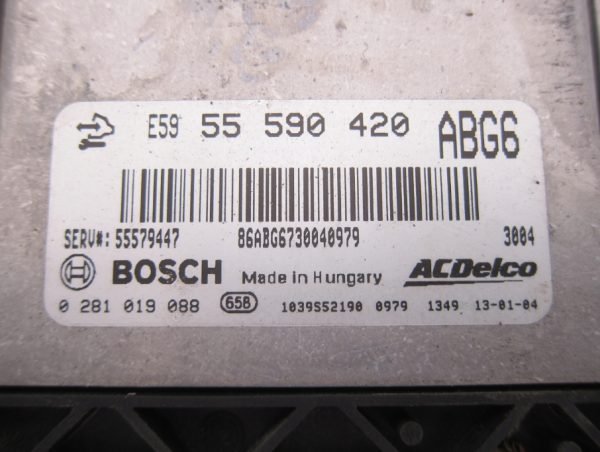 E59 55 590 420 ABG6
SERV#: 55579447 86ABG6730040979 3004
BOSCH Made in Hungary ACDelco
0 281 019 088 658 1039S52190 0979 1349 13-01-04